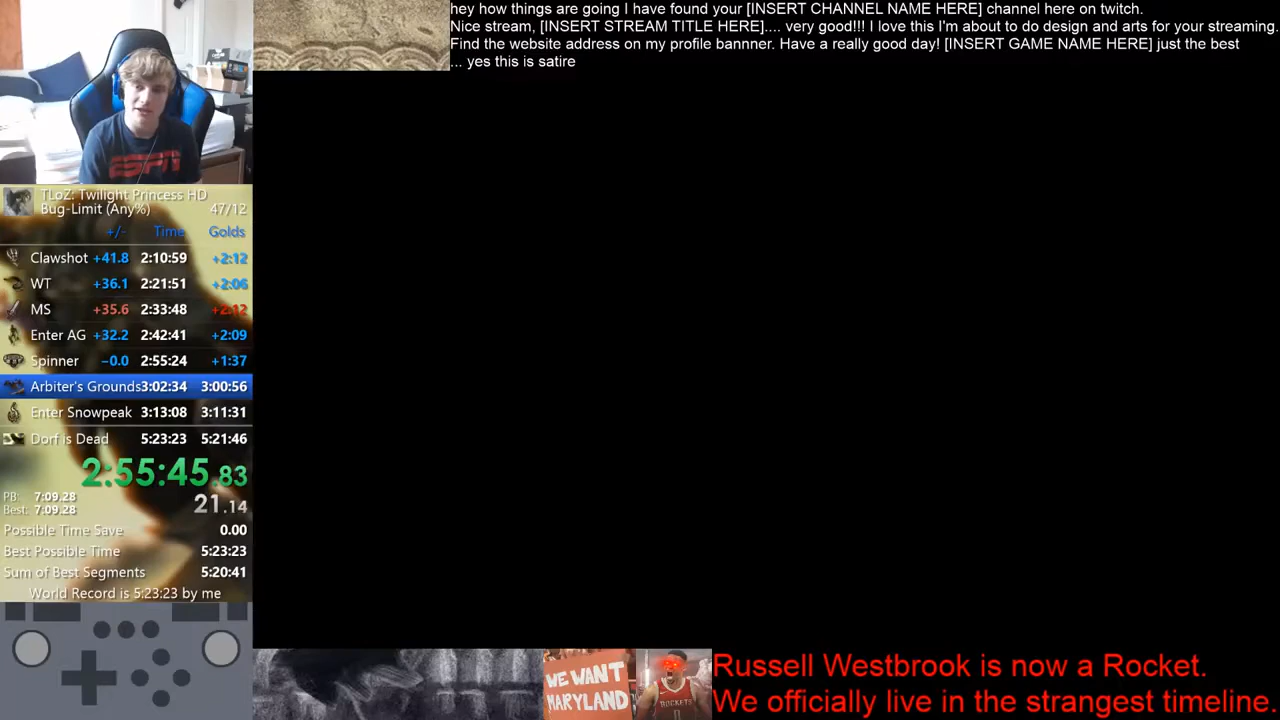 hey how things are going I have found your [INSERT CHANNEL NAME HERE] channel here on twitch.
Nice stream, [INSERT STREAM TITLE HERE].... very good!!! I love this I'm about to do design and arts for your streaming.
Find the website address on my profile bannner. Have a really good day! [INSERT GAME NAME HERE] just the best
... yes this is satire
ESPN
TLoZ: Twilight Princess HD
Bug-Limit (Any%) 47/12
+/- Time Golds
Clawshot +41.8 2:10:59 +2:12
WT +36.1 2:21:51 +2:06
MS +35.6 2:33:48 +2:12
Enter AG +32.2 2:42:41 +2:09
Spinner −0.0 2:55:24 +1:37
Arbiter's Grounds 3:02:34 3:00:56
Enter Snowpeak 3:13:08 3:11:31
Dorf is Dead 5:23:23 5:21:46
2:55:45.83
PB: 7:09.28
Best: 7:09.28
21.14
Possible Time Save 0.00
Best Possible Time 5:23:23
Sum of Best Segments 5:20:41
World Record is 5:23:23 by me
WE WANT
MARYLAND
ROCKETS
Russell Westbrook is now a Rocket.
We officially live in the strangest timeline.